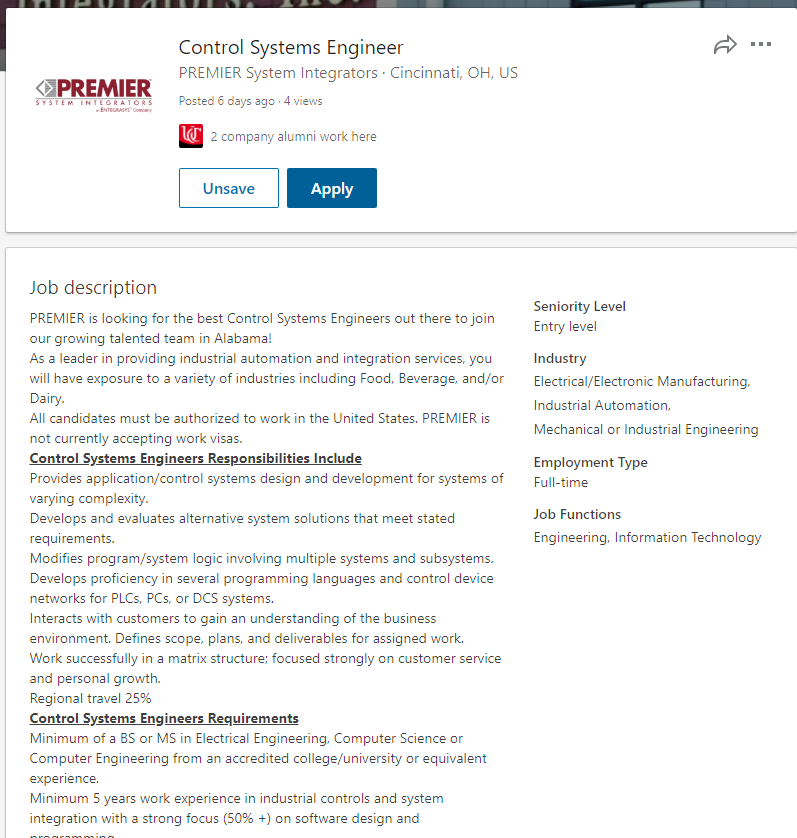 Control Systems Engineer
PREMIER System Integrators · Cincinnati, OH, US
PREMIER
SYSTEM INTEGRATORS
an ENTEGRASYS Company
Posted 6 days ago · 4 views
2 company alumni work here
Unsave
Apply
Job description
PREMIER is looking for the best Control Systems Engineers out there to join
our growing talented team in Alabama!
As a leader in providing industrial automation and integration services, you
will have exposure to a variety of industries including Food, Beverage, and/or
Dairy.
All candidates must be authorized to work in the United States. PREMIER is
not currently accepting work visas.
Control Systems Engineers Responsibilities Include
Provides application/control systems design and development for systems of
varying complexity.
Develops and evaluates alternative system solutions that meet stated
requirements.
Modifies program/system logic involving multiple systems and subsystems.
Develops proficiency in several programming languages and control device
networks for PLCs, PCs, or DCS systems.
Interacts with customers to gain an understanding of the business
environment. Defines scope, plans, and deliverables for assigned work.
Work successfully in a matrix structure; focused strongly on customer service
and personal growth.
Regional travel 25%
Control Systems Engineers Requirements
Minimum of a BS or MS in Electrical Engineering, Computer Science or
Computer Engineering from an accredited college/university or equivalent
experience.
Minimum 5 years work experience in industrial controls and system
integration with a strong focus (50% +) on software design and
programming
Seniority Level
Entry level
Industry
Electrical/Electronic Manufacturing,
Industrial Automation,
Mechanical or Industrial Engineering
Employment Type
Full-time
Job Functions
Engineering, Information Technology